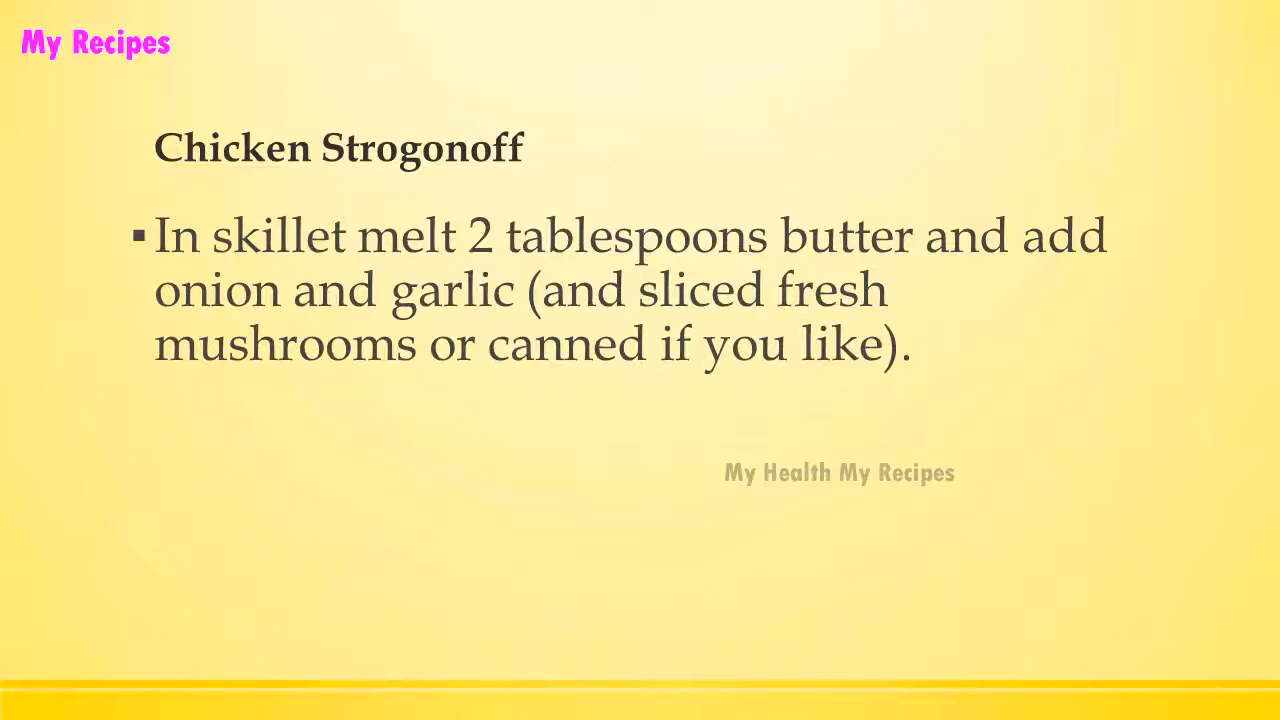 My Recipes
Chicken Strogonoff
▪ In skillet melt 2 tablespoons butter and add
onion and garlic (and sliced fresh
mushrooms or canned if you like).
My Health My Recipes